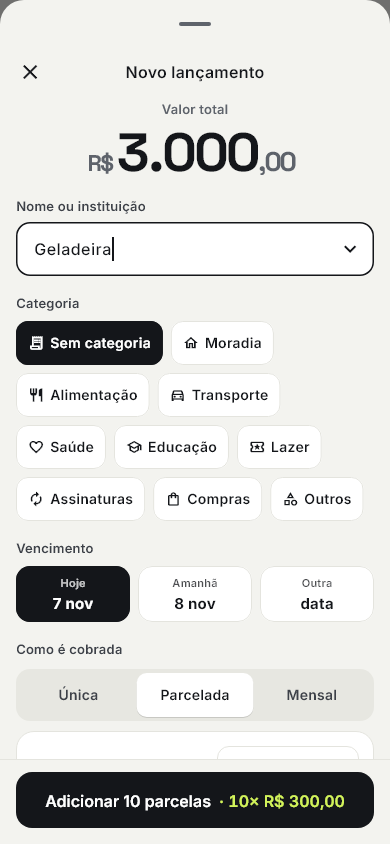 Novo lançamento
Valor total
R$ 3.000,00
Nome ou instituição
Geladeira
Categoria
Sem categoria
Moradia
Alimentação
Transporte
Saúde
Educação
Lazer
Assinaturas
Compras
Outros
Vencimento
Hoje
7 nov
Amanhã
8 nov
Outra
data
Como é cobrada
Única
Parcelada
Mensal
Adicionar 10 parcelas · 10× R$ 300,00